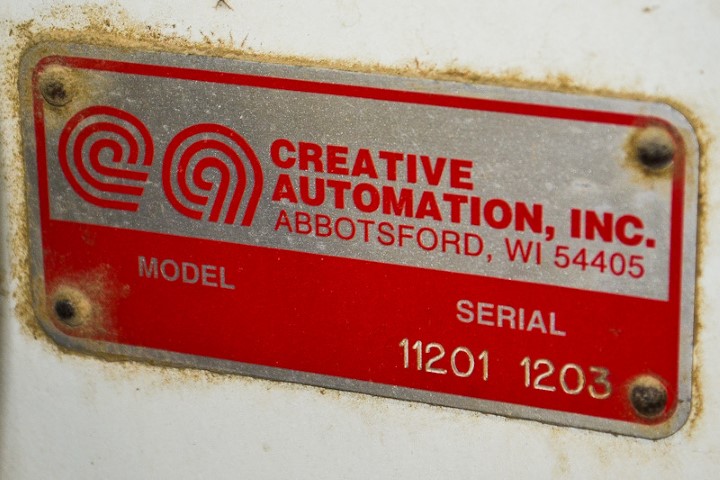 CREATIVE
AUTOMATION, INC.
ABBOTSFORD, WI 54405
MODEL
SERIAL
11201 1203